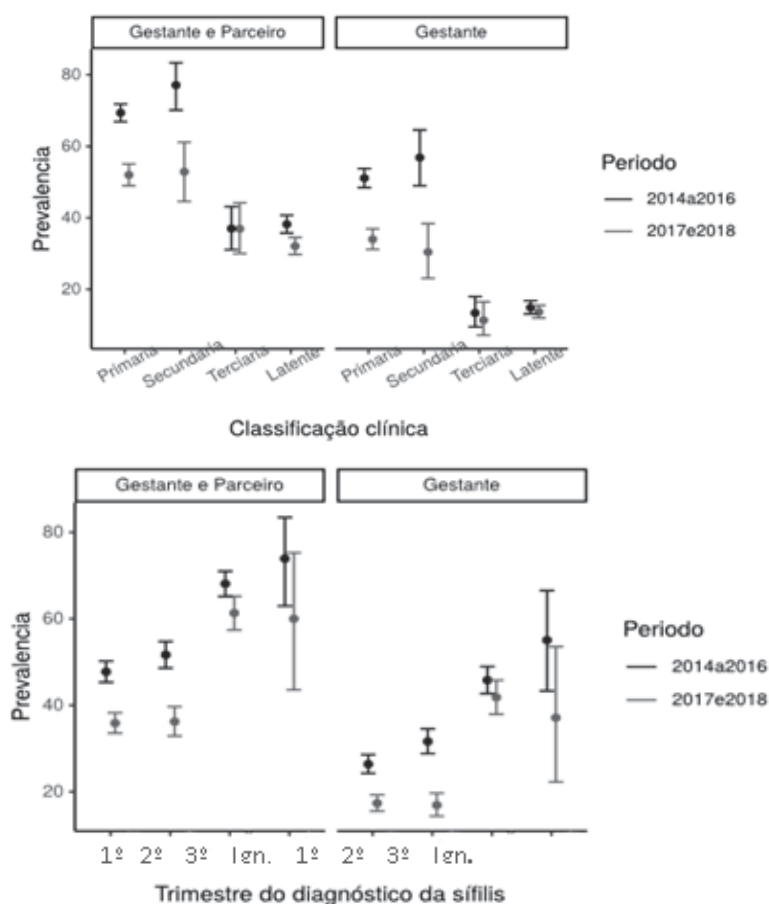 Gestante e Parceiro Gestante
Prevalencia
80
60
40
20
Primaria Secundária Terciaria Latente Primaria Secundária Terciaria Latente
Classificação clínica
Periodo
2014a2016
2017e2018
Gestante e Parceiro Gestante
Prevalencia
80
60
40
20
1º 2º 3º Ign. 1º 2º 3º Ign.
Trimestre do diagnóstico da sífilis
Periodo
2014a2016
2017e2018